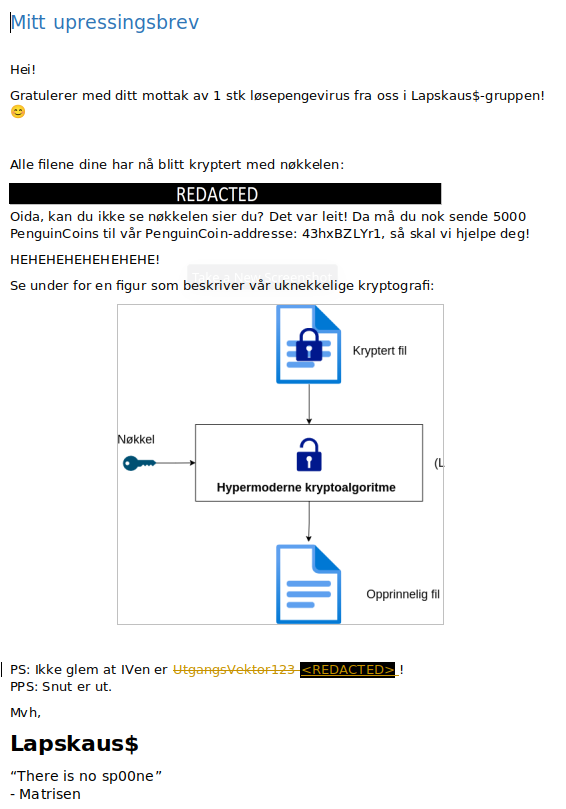 Mitt upressingsbrev
Hei!
Gratulerer med ditt mottak av 1 stk løsepengevirus fra oss i Lapskaus$-gruppen!
😊
Alle filene dine har nå blitt kryptert med nøkkelen:
REDACTED
Oida, kan du ikke se nøkkelen sier du? Det var leit! Da må du nok sende 5000
PenguinCoins til vår PenguinCoin-addresse: 43hxBZLYr1, så skal vi hjelpe deg!
HEHEHEHEHEHEHEHE!
Take a New Screenshot
Se under for en figur som beskriver vår uknekkelige kryptografi:
Kryptert fil
Nøkkel
(L
Hypermoderne kryptoalgoritme
Opprinnelig fil
PS: Ikke glem at IVen er UtgangsVektor123 <REDACTED> !
PPS: Snut er ut.
Mvh,
Lapskaus$
“There is no sp00ne”
- Matrisen